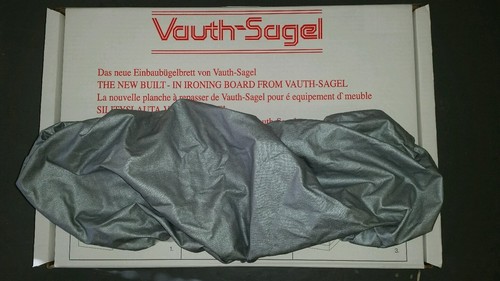 Vauth-Sagel
Das neue Einbaubügelbrett von Vauth-Sagel
THE NEW BUILT - IN IRONING BOARD FROM VAUTH-SAGEL
La nouvelle planche à repasser de Vauth-Sagel pour é equipement d' meuble